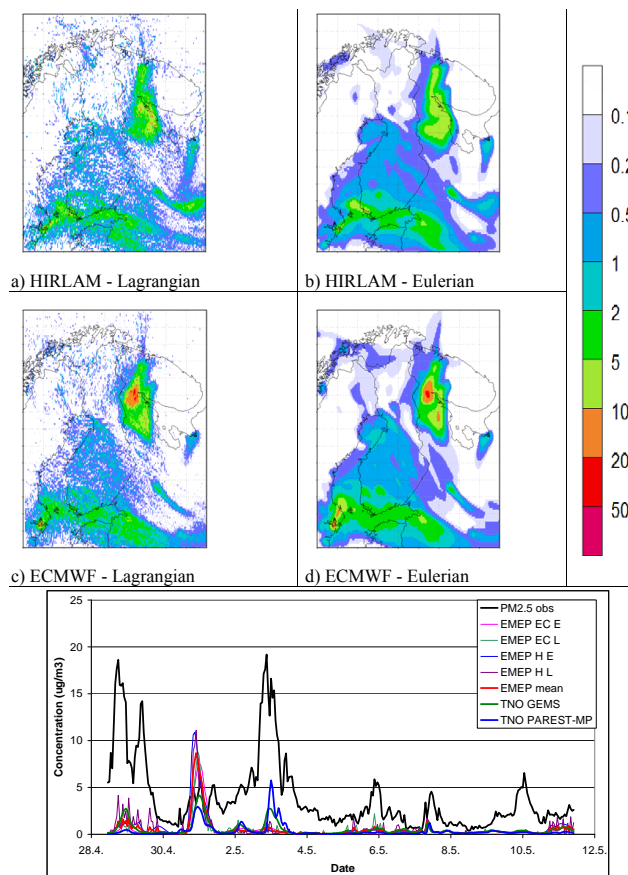 0.1
0.2
0.5
1
2
5
10
20
50
a) HIRLAM - Lagrangian
b) HIRLAM - Eulerian
c) ECMWF - Lagrangian
d) ECMWF - Eulerian
25
20
15
10
5
0
Concentration (ug/m3)
PM2.5 obs
EMEP EC E
EMEP EC L
EMEP H E
EMEP H L
EMEP mean
TNO GEMS
TNO PAREST-MP
28.4. 30.4. 2.5. 4.5. 6.5. 8.5. 10.5. 12.5.
Date